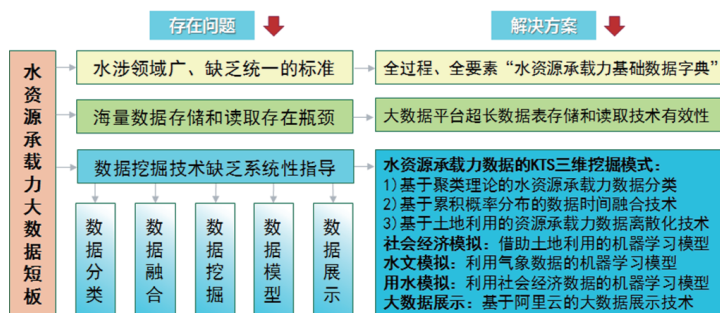 存在问题
解决方案
水资源承载力大数据短板
水涉领域广、缺乏统一的标准
全过程、全要素“水资源承载力基础数据字典”
海量数据存储和读取存在瓶颈
大数据平台超长数据表存储和读取技术有效性
数据挖掘技术缺乏系统性指导
水资源承载力数据的KTS三维挖掘模式：
1)基于聚类理论的水资源承载力数据分类
2)基于累积概率分布的数据时间融合技术
3)基于土地利用的资源承载力数据离散化技术
社会经济模拟：借助土地利用的机器学习模型
水文模拟：利用气象数据的机器学习模型
用水模拟：利用社会经济数据的机器学习模型
大数据展示：基于阿里云的大数据展示技术
数据分类
数据融合
数据挖掘
数据模型
数据展示